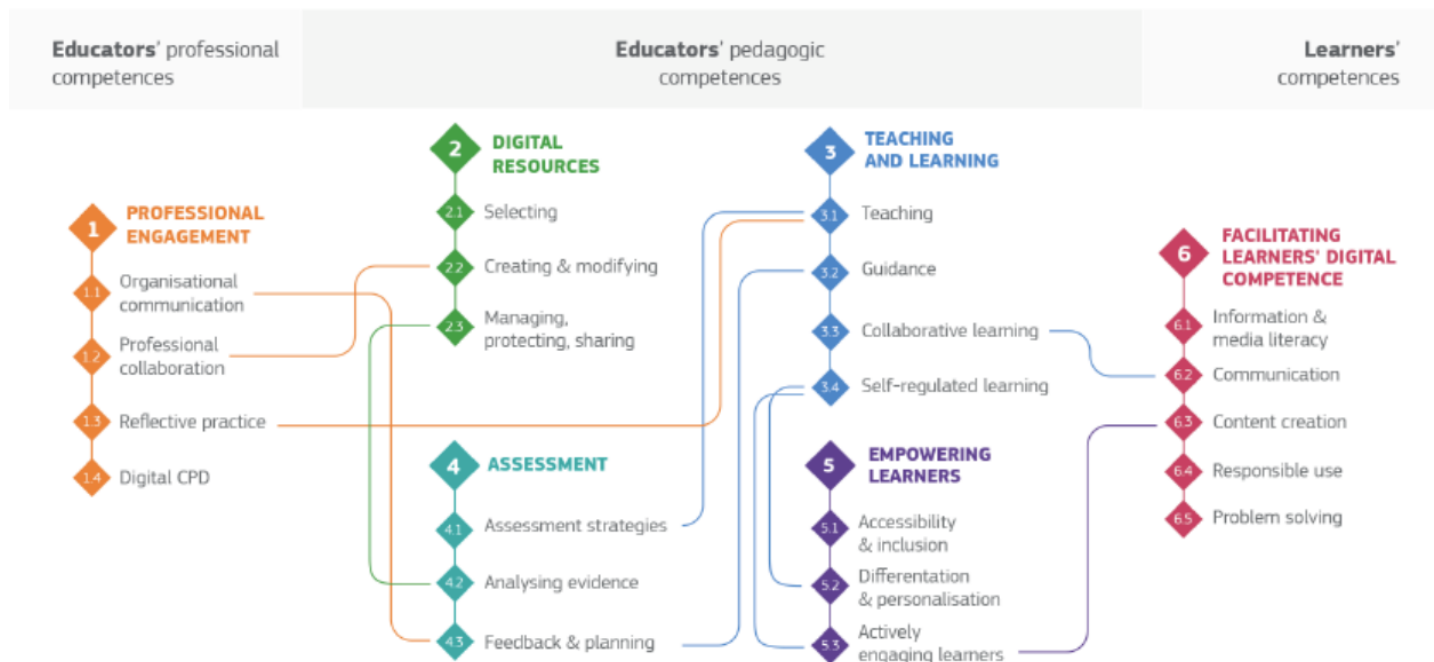 Educators' professional
competences
Educators' pedagogic
competences
Learners'
competences
1
PROFESSIONAL
ENGAGEMENT
1.1
Organisational
communication
1.2
Professional
collaboration
1.3
Reflective practice
1.4
Digital CPD
2
DIGITAL
RESOURCES
2.1
Selecting
2.2
Creating & modifying
2.3
Managing,
protecting, sharing
3
TEACHING
AND LEARNING
3.1
Teaching
3.2
Guidance
3.3
Collaborative learning
3.4
Self-regulated learning
4
ASSESSMENT
4.1
Assessment strategies
4.2
Analysing evidence
4.3
Feedback & planning
5
EMPOWERING
LEARNERS
5.1
Accessibility
& inclusion
5.2
Differentation
& personalisation
5.3
Actively
engaging learners
6
FACILITATING
LEARNERS' DIGITAL
COMPETENCE
6.1
Information &
media literacy
6.2
Communication
6.3
Content creation
6.4
Responsible use
6.5
Problem solving